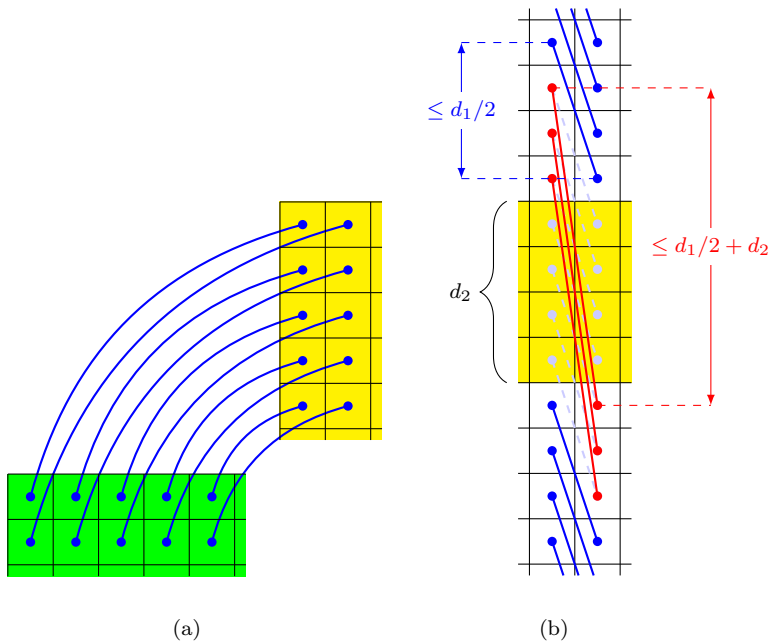 ≤ d₁/2
≤ d₁/2 + d₂
d₂
(a)
(b)